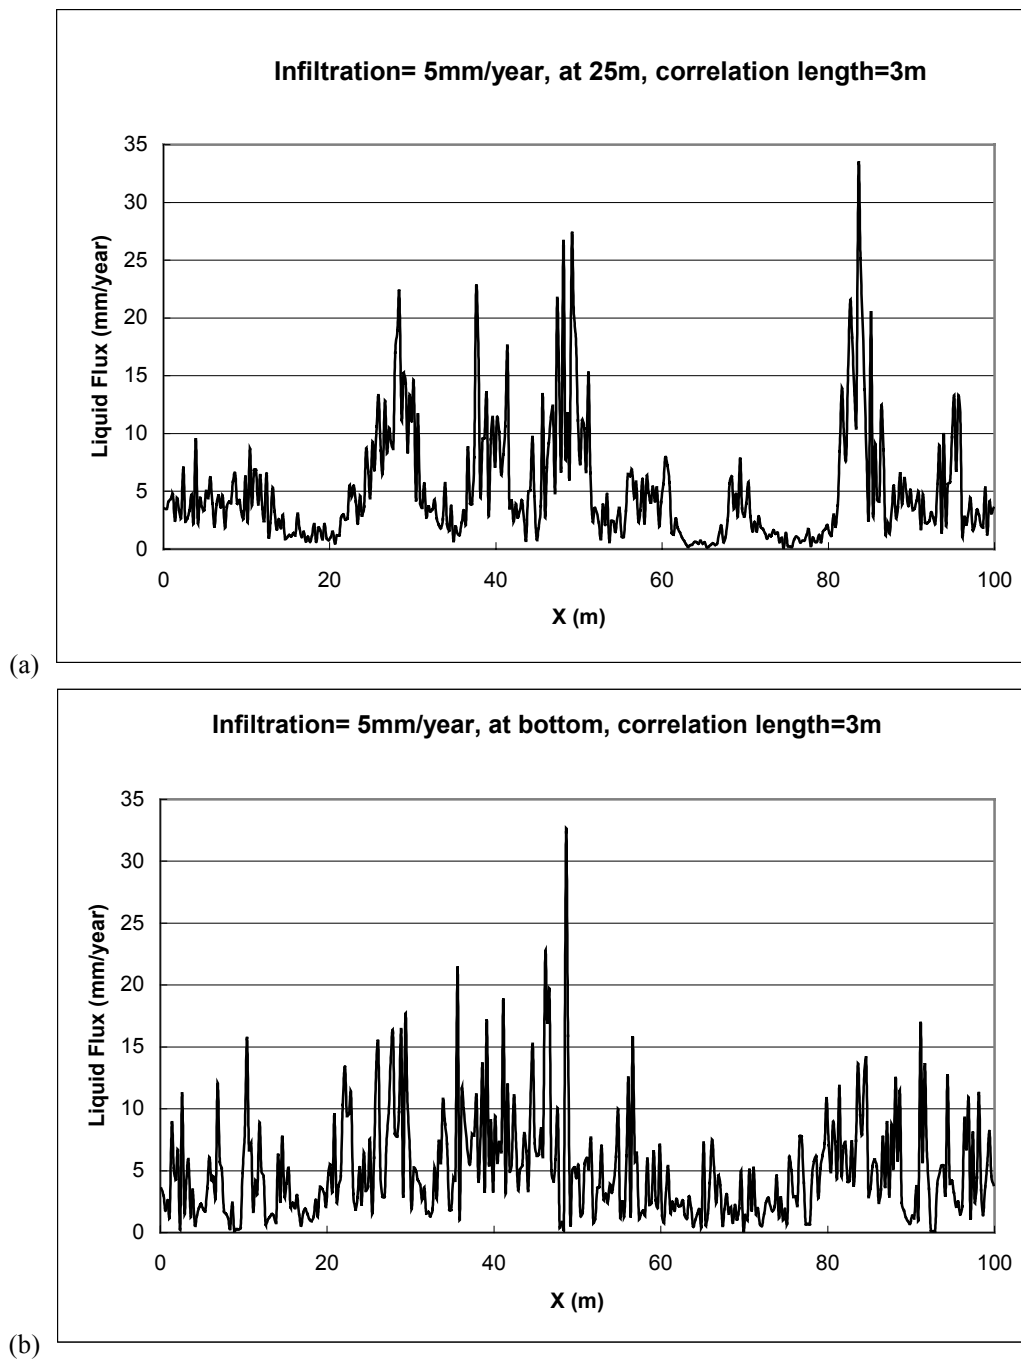 Infiltration= 5mm/year, at 25m, correlation length=3m
35
30
25
20
15
10
5
0
Liquid Flux (mm/year)
0 20 40 60 80 100
X (m)
(a)
Infiltration= 5mm/year, at bottom, correlation length=3m
35
30
25
20
15
10
5
0
Liquid Flux (mm/year)
0 20 40 60 80 100
X (m)
(b)